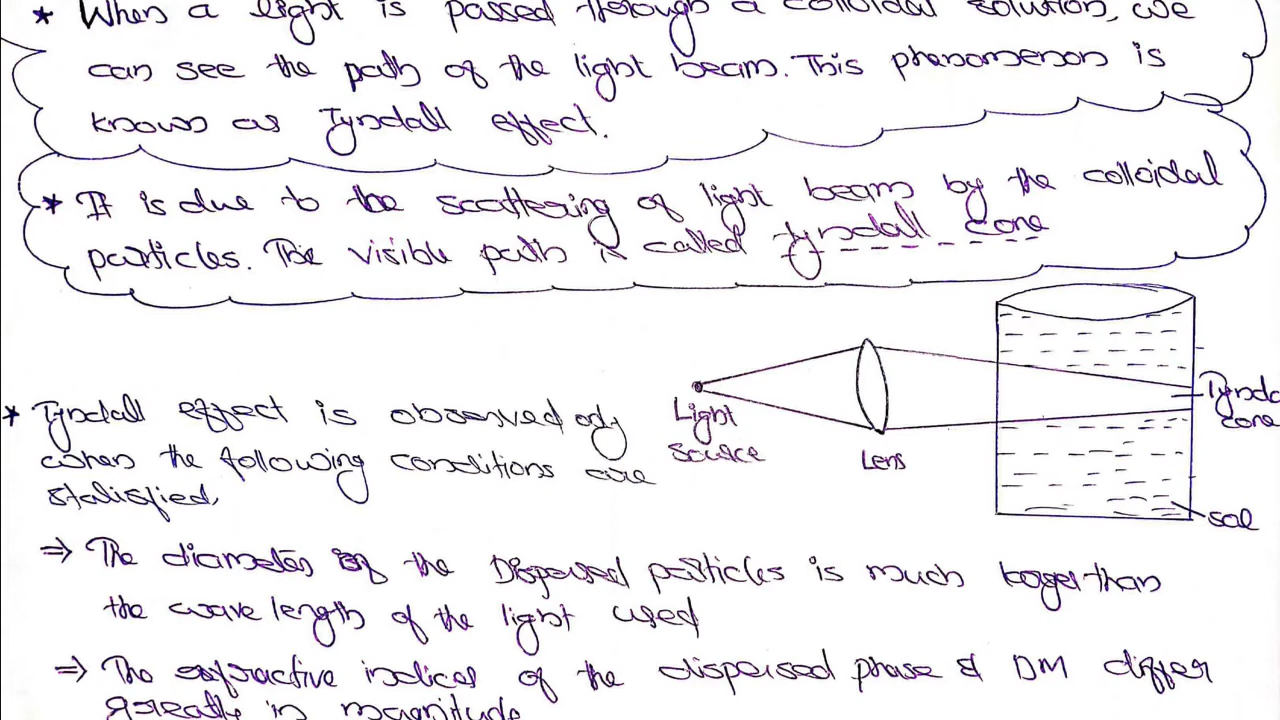 * When a light is passed through a colloidal solution, we
can see the path of the light beam. This phenomenon is
known as Tyndall effect.
* It is due to the scattering of light beam by the colloidal
particles. The visible path is called tyndall cone
* Tyndall effect is observed only
when the following conditions are
statisfied,
Light
source
Lens
Tynda
cone
sol
=> The diameter of the Dispersed particles is much larger than
the wave length of the light used
=> The refractive indices of the dispersed phase & DM differ
greatly in magnitude